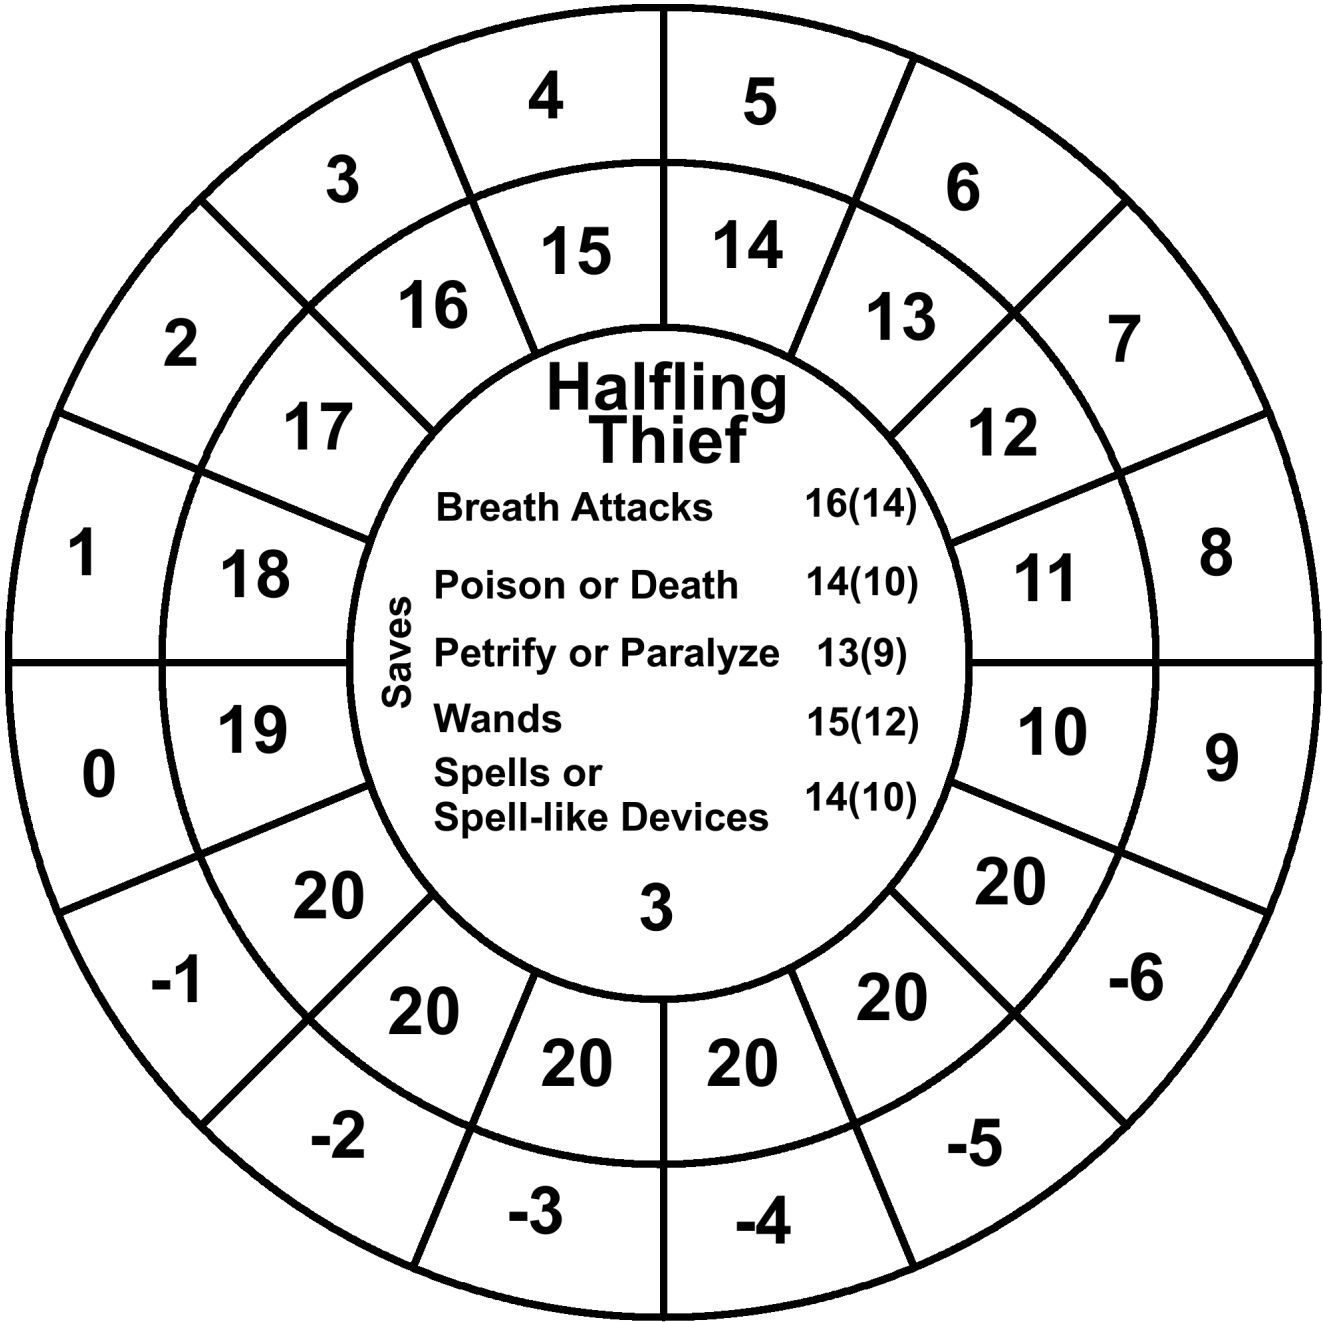 4 5
3 6
2 7
1 8
0 9
-1 -6
-2 -5
-3 -4
15 14
16 13
17 12
18 11
19 10
20 20
20 20
20 20
Halfling
Thief
Saves
Breath Attacks 16(14)
Poison or Death 14(10)
Petrify or Paralyze 13(9)
Wands 15(12)
Spells or
Spell-like Devices 14(10)
3